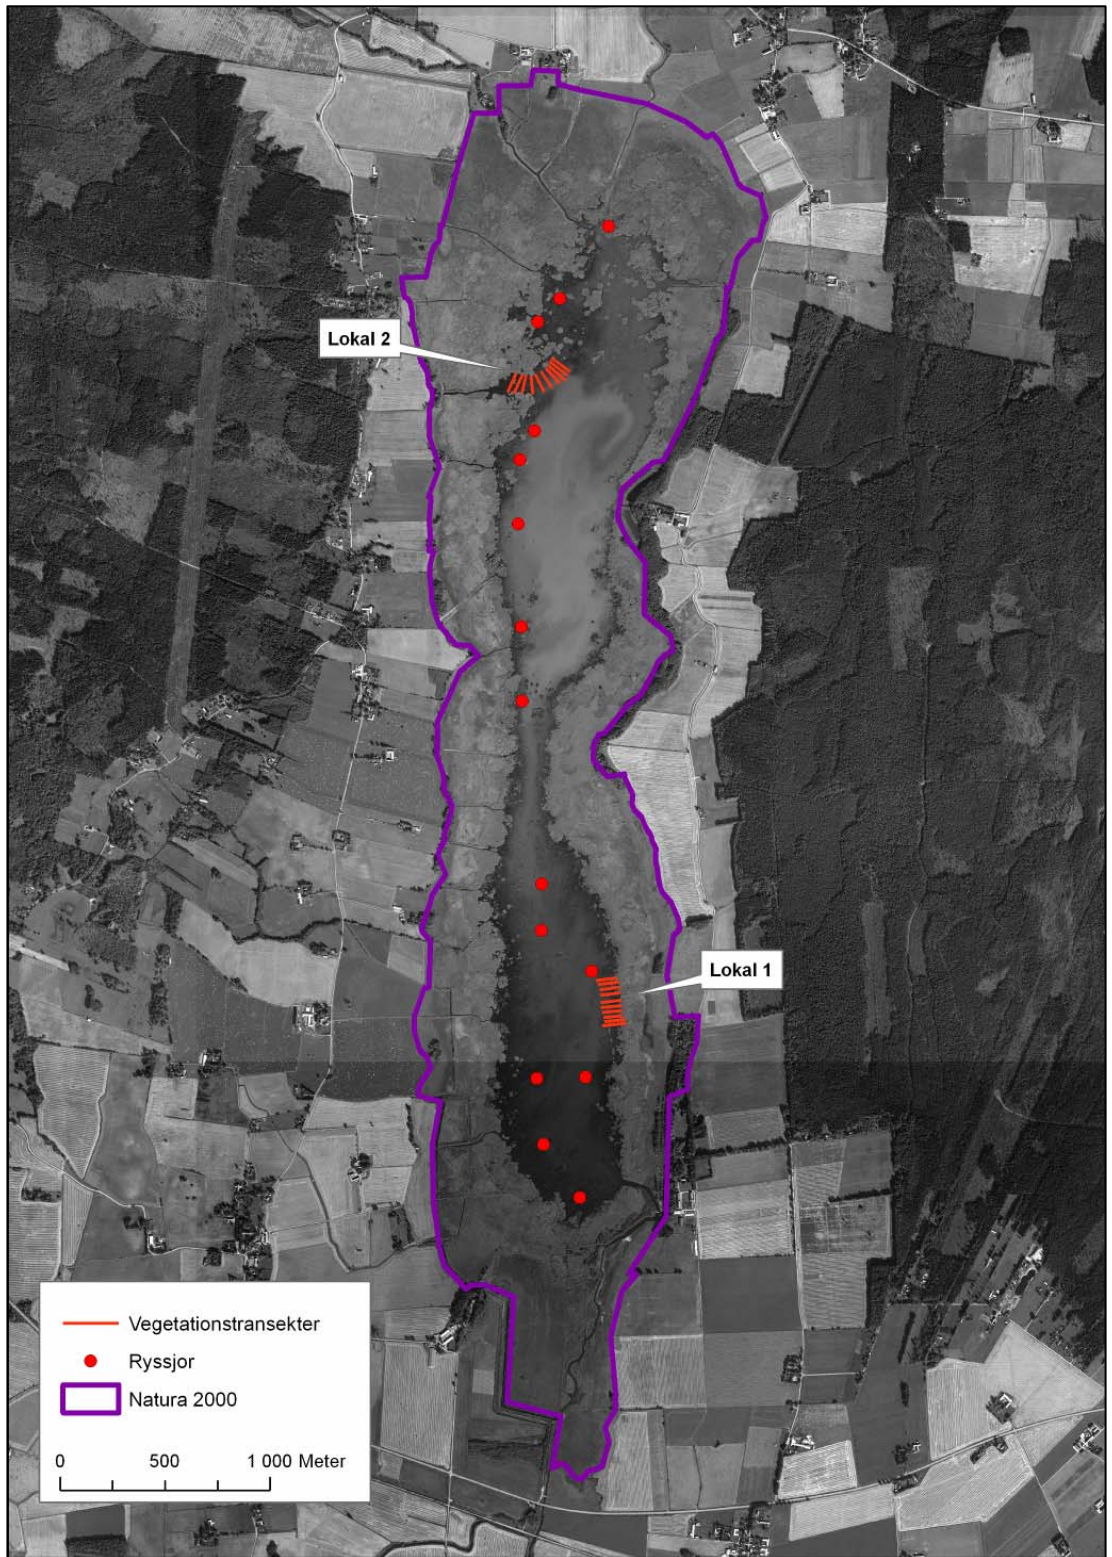 Lokal 2
Lokal 1
Vegetationstransekter
Ryssjor
Natura 2000
0 500 1 000 Meter